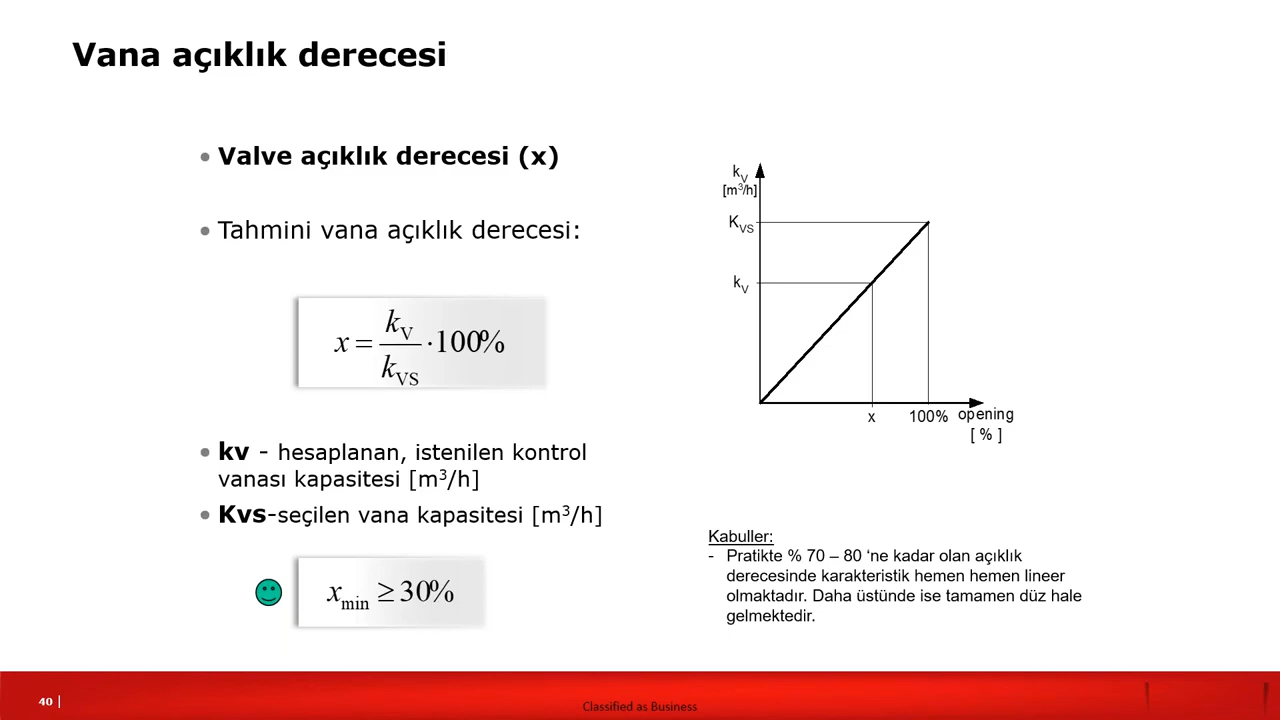 Vana açıklık derecesi
• Valve açıklık derecesi (x)
• Tahmini vana açıklık derecesi:
x = kV / kVS ·100%
• kv - hesaplanan, istenilen kontrol
vanası kapasitesi [m³/h]
• Kvs-seçilen vana kapasitesi [m³/h]
xmin ≥ 30%
kV
[m³/h]
KVS
kV
x
100%
opening
[ % ]
Kabuller:
- Pratikte % 70 – 80 ‘ne kadar olan açıklık
derecesinde karakteristik hemen hemen lineer
olmaktadır. Daha üstünde ise tamamen düz hale
gelmektedir.
40 |
Classified as Business